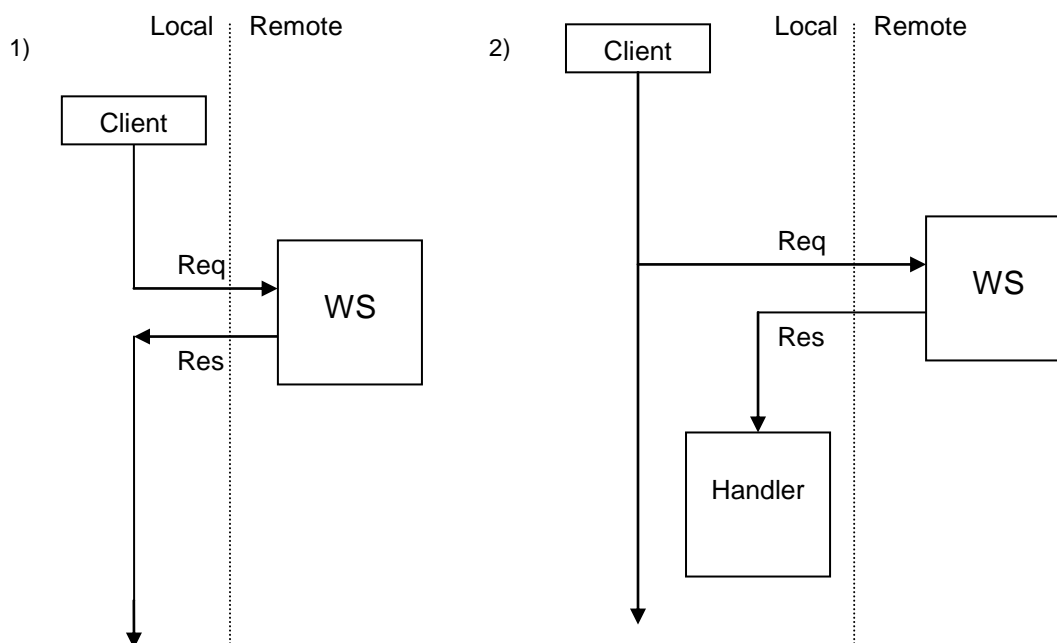 1)
Local Remote
Client
Req
WS
Res
2)
Local Remote
Client
Req
WS
Res
Handler